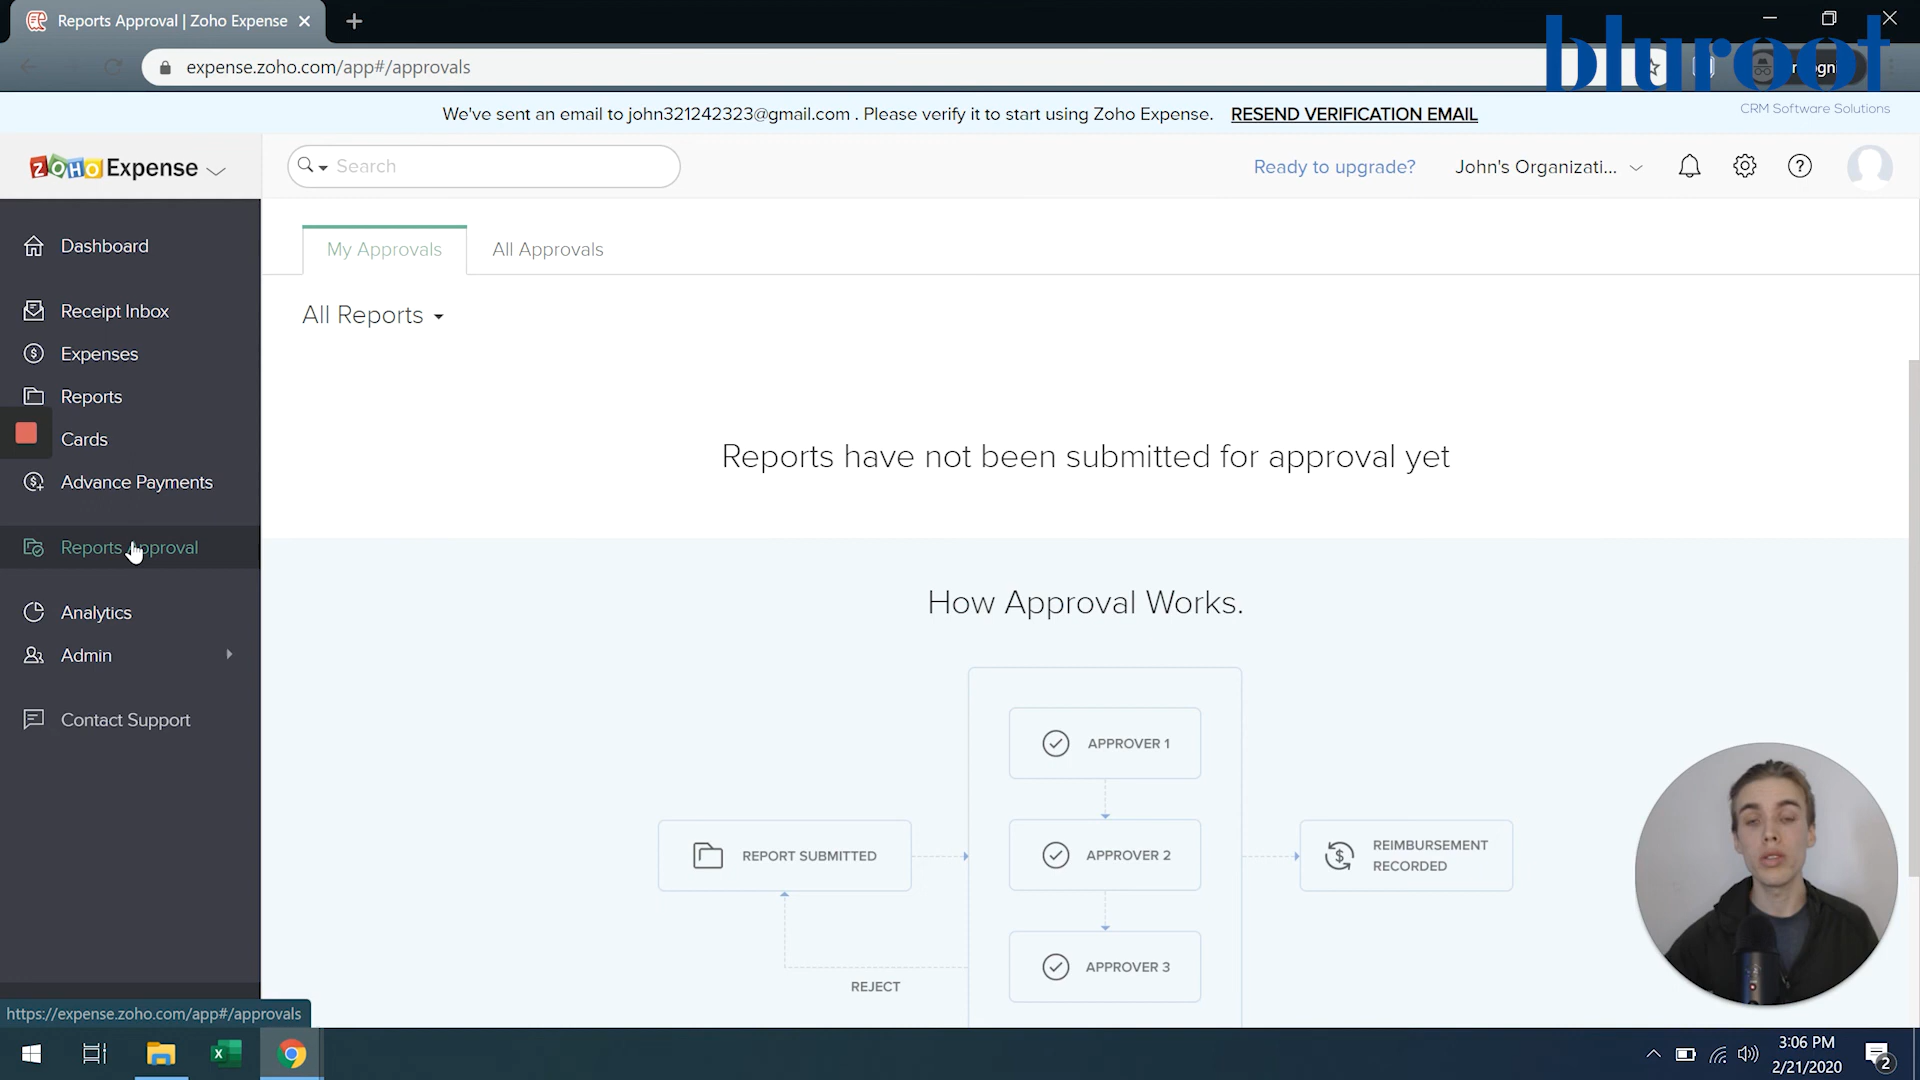 Reports Approval | Zoho Expense
bluroot
expense.zoho.com/app#/approvals
CRM Software Solutions
We've sent an email to john321242323@gmail.com . Please verify it to start using Zoho Expense. RESEND VERIFICATION EMAIL
ZOHO Expense
Search
Ready to upgrade?
John's Organizati...
Dashboard
My Approvals
All Approvals
Receipt Inbox
All Reports
Expenses
Reports
Cards
Reports have not been submitted for approval yet
Advance Payments
Reports Approval
How Approval Works.
Analytics
Admin
Contact Support
APPROVER 1
REPORT SUBMITTED
APPROVER 2
REIMBURSEMENT
RECORDED
APPROVER 3
REJECT
https://expense.zoho.com/app#/approvals
3:06 PM
2/21/2020
2